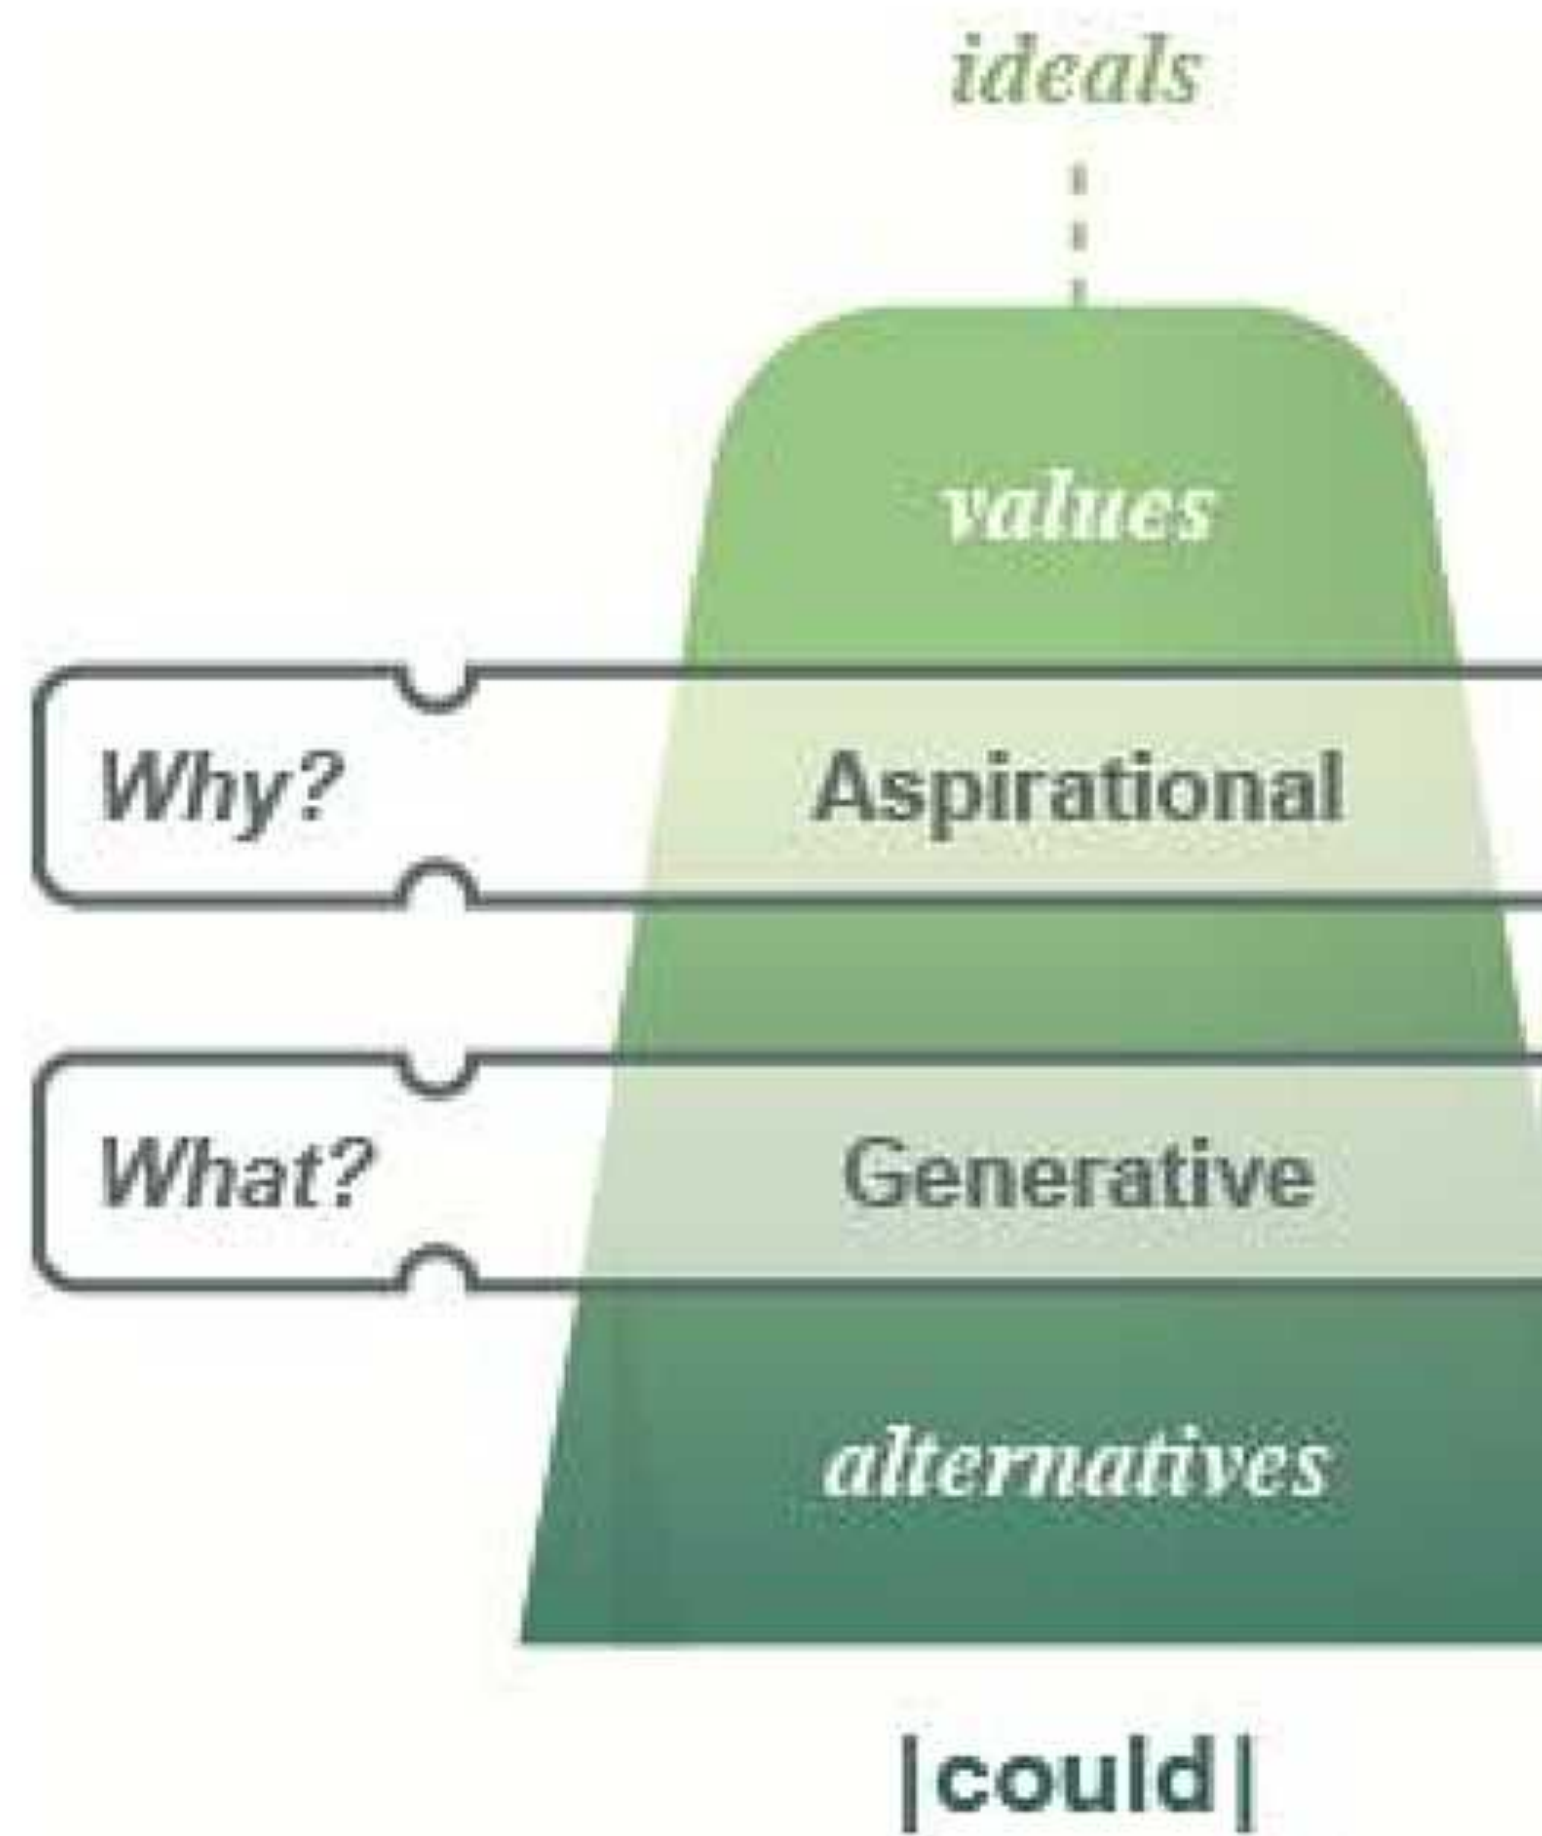 ideals
values
Why? Aspirational
What? Generative
alternatives
|could|